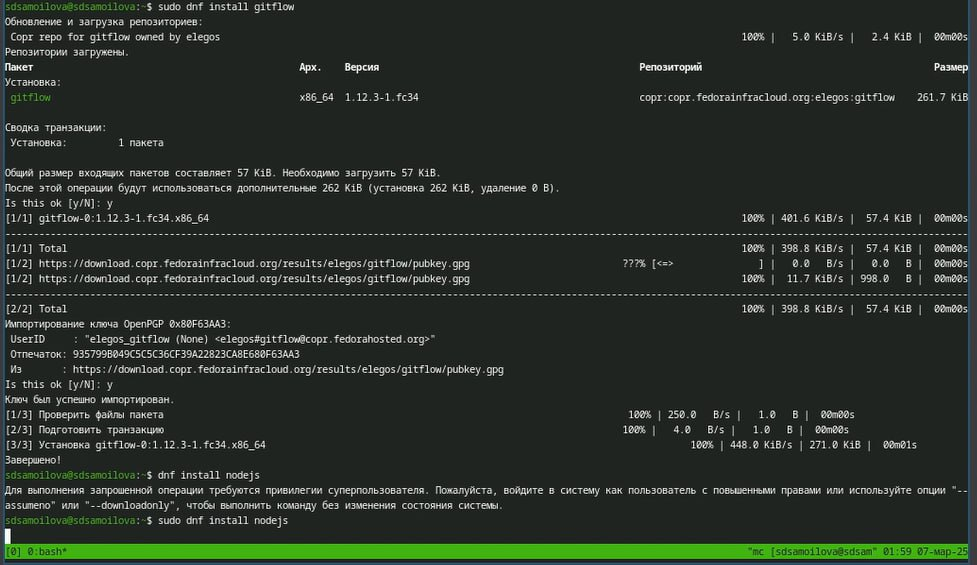 sdsamoilova@sdsamoilova:~$ sudo dnf install gitflow
Обновление и загрузка репозиториев:
Copr repo for gitflow owned by elegos 100% | 5.0 KiB/s | 2.4 KiB | 00m00s
Репозитории загружены.
Пакет Арх. Версия Репозиторий Размер
Установка:
gitflow x86_64 1.12.3-1.fc34 copr:copr.fedorainfracloud.org:elegos:gitflow 261.7 KiB
Сводка транзакции:
Установка: 1 пакета
Общий размер входящих пакетов составляет 57 KiB. Необходимо загрузить 57 KiB.
После этой операции будут использоваться дополнительные 262 KiB (установка 262 KiB, удаление 0 B).
Is this ok [y/N]: y
[1/1] gitflow-0:1.12.3-1.fc34.x86_64 100% | 401.6 KiB/s | 57.4 KiB | 00m00s
--------------------------------------------------------------------------------
[1/1] Total 100% | 398.8 KiB/s | 57.4 KiB | 00m00s
[1/2] https://download.copr.fedorainfracloud.org/results/elegos/gitflow/pubkey.gpg ???% [<=> ] | 0.0 B/s | 0.0 B | 00m00s
[1/2] https://download.copr.fedorainfracloud.org/results/elegos/gitflow/pubkey.gpg 100% | 11.7 KiB/s | 998.0 B | 00m00s
--------------------------------------------------------------------------------
[2/2] Total 100% | 398.8 KiB/s | 57.4 KiB | 00m00s
Импортирование ключа OpenPGP 0x80F63AA3:
UserID : "elegos_gitflow (None) <elegos#gitflow@copr.fedorahosted.org>"
Отпечаток: 935799B049C5C5C36CF39A22823CA8E680F63AA3
Из : https://download.copr.fedorainfracloud.org/results/elegos/gitflow/pubkey.gpg
Is this ok [y/N]: y
Ключ был успешно импортирован.
[1/3] Проверить файлы пакета 100% | 250.0 B/s | 1.0 B | 00m00s
[2/3] Подготовить транзакцию 100% | 4.0 B/s | 1.0 B | 00m00s
[3/3] Установка gitflow-0:1.12.3-1.fc34.x86_64 100% | 448.0 KiB/s | 271.0 KiB | 00m01s
Завершено!
sdsamoilova@sdsamoilova:~$ dnf install nodejs
Для выполнения запрошенной операции требуются привилегии суперпользователя. Пожалуйста, войдите в систему как пользователь с повышенными правами или используйте опции "--
assumeno" или "--downloadonly", чтобы выполнить команду без изменения состояния системы.
sdsamoilova@sdsamoilova:~$ sudo dnf install nodejs
[0] 0:bash* "mc [sdsamoilova@sdsam" 01:59 07-мар-25